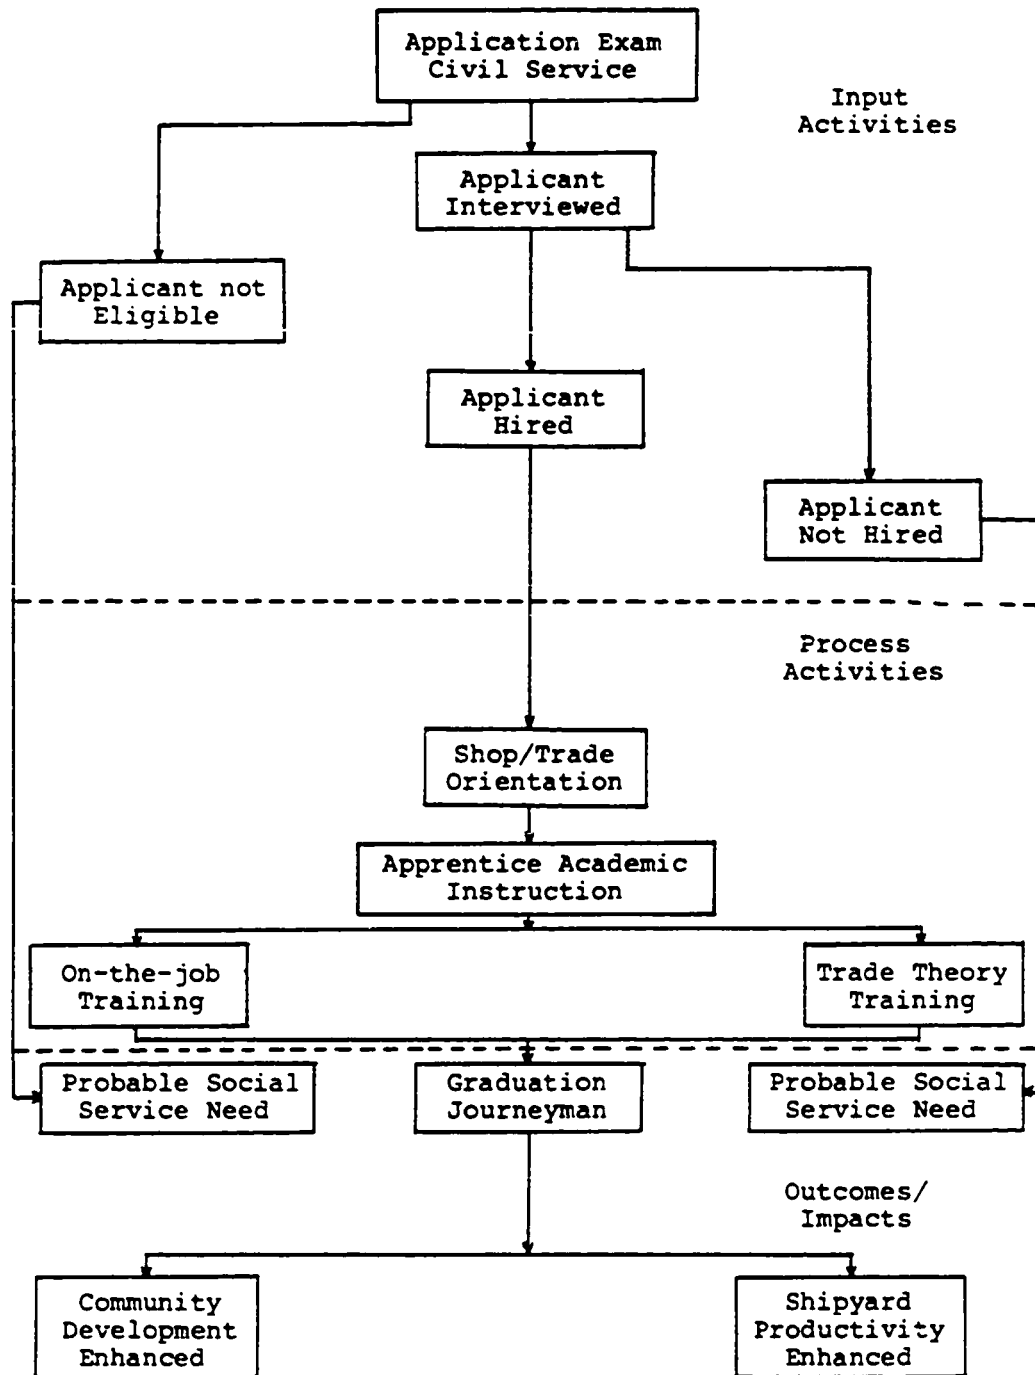 Application Exam
Civil Service
Input
Activities
Applicant
Interviewed
Applicant not
Eligible
Applicant
Hired
Applicant
Not Hired
Process
Activities
Shop/Trade
Orientation
Apprentice Academic
Instruction
On-the-job
Training
Trade Theory
Training
Probable Social
Service Need
Graduation
Journeyman
Probable Social
Service Need
Outcomes/
Impacts
Community
Development
Enhanced
Shipyard
Productivity
Enhanced